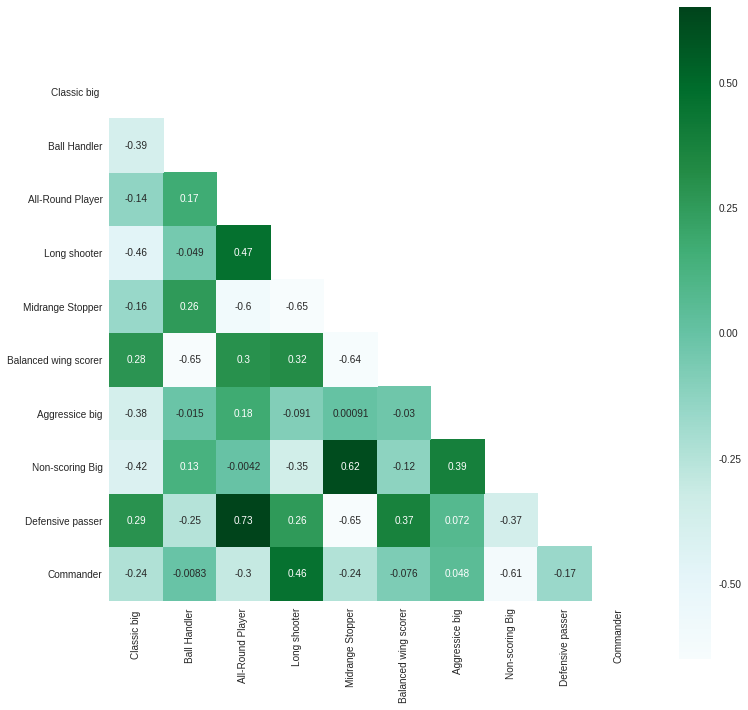 Classic big
Ball Handler -0.39
All-Round Player -0.14 0.17
Long shooter -0.46 -0.049 0.47
Midrange Stopper -0.16 0.26 -0.6 -0.65
Balanced wing scorer 0.28 -0.65 0.3 0.32 -0.64
Aggressice big -0.38 -0.015 0.18 -0.091 0.00091 -0.03
Non-scoring Big -0.42 0.13 -0.0042 -0.35 0.62 -0.12 0.39
Defensive passer 0.29 -0.25 0.73 0.26 -0.65 0.37 0.072 -0.37
Commander -0.24 -0.0083 -0.3 0.46 -0.24 -0.076 0.048 -0.61 -0.17
Classic big
Ball Handler
All-Round Player
Long shooter
Midrange Stopper
Balanced wing scorer
Aggressice big
Non-scoring Big
Defensive passer
Commander
0.50
0.25
0.00
-0.25
-0.50